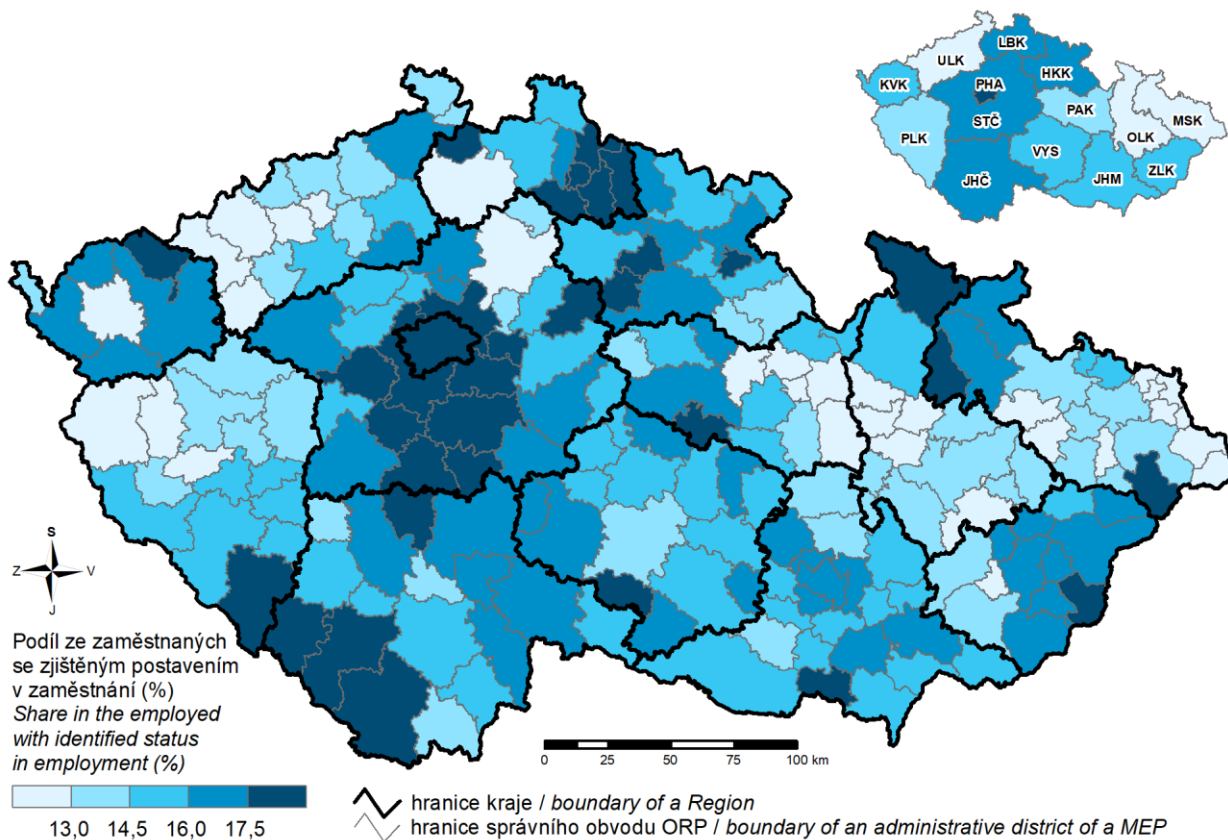 ULK
LBK
KVK
PHA
HKK
STČ
PAK
MSK
PLK
OLK
VYS
ZLK
JHČ
JHM
S
Z
V
J
Podíl ze zaměstnaných
se zjištěným postavením
v zaměstnání (%)
Share in the employed
with identified status
in employment (%)
13,0 14,5 16,0 17,5
0 25 50 75 100 km
hranice kraje / boundary of a Region
hranice správního obvodu ORP / boundary of an administrative district of a MEP